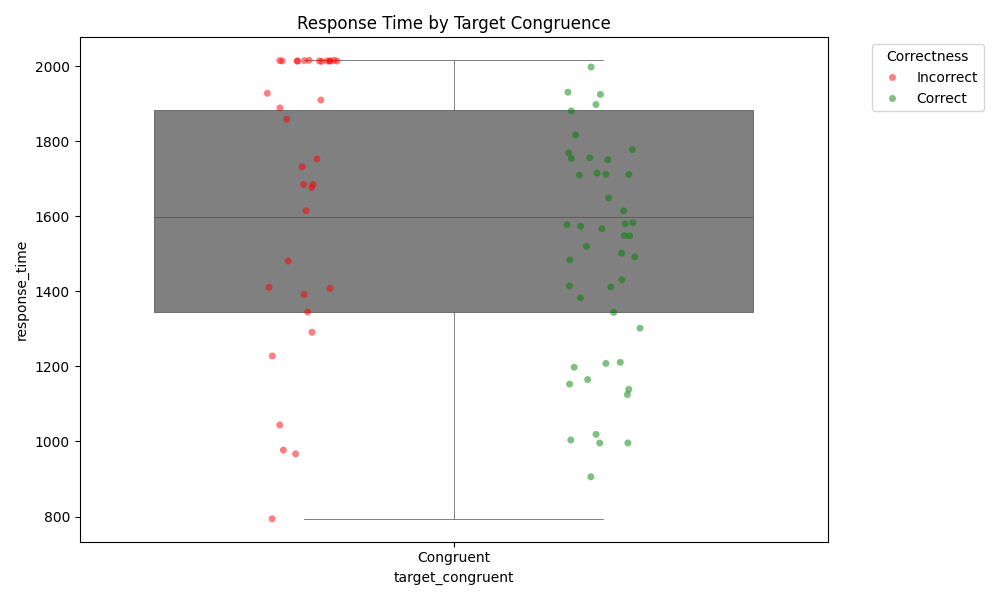 Response Time by Target Congruence
Correctness
Incorrect
Correct
response_time
2000
1800
1600
1400
1200
1000
800
Congruent
target_congruent